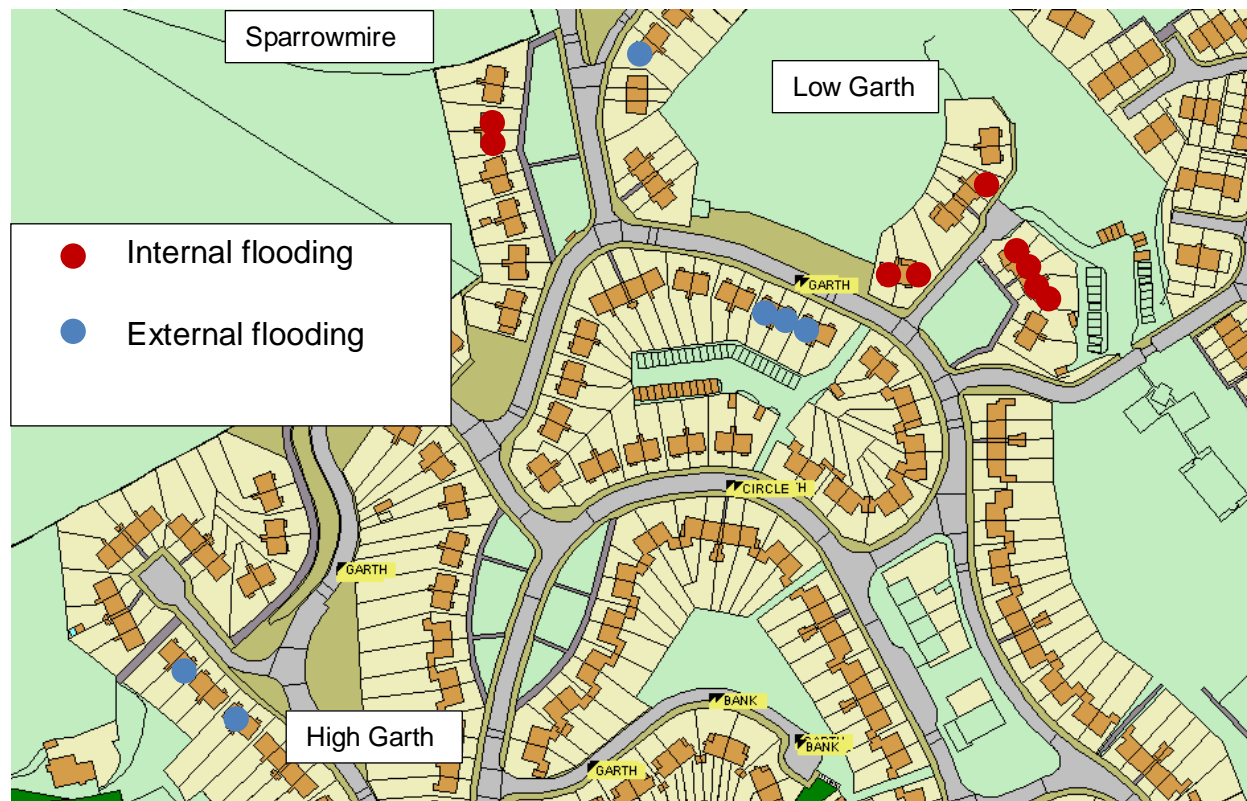 Sparrowmire
Low Garth
Internal flooding
External flooding
GARTH
CIRCLE
GARTH
BANK
BANK
GARTH
High Garth